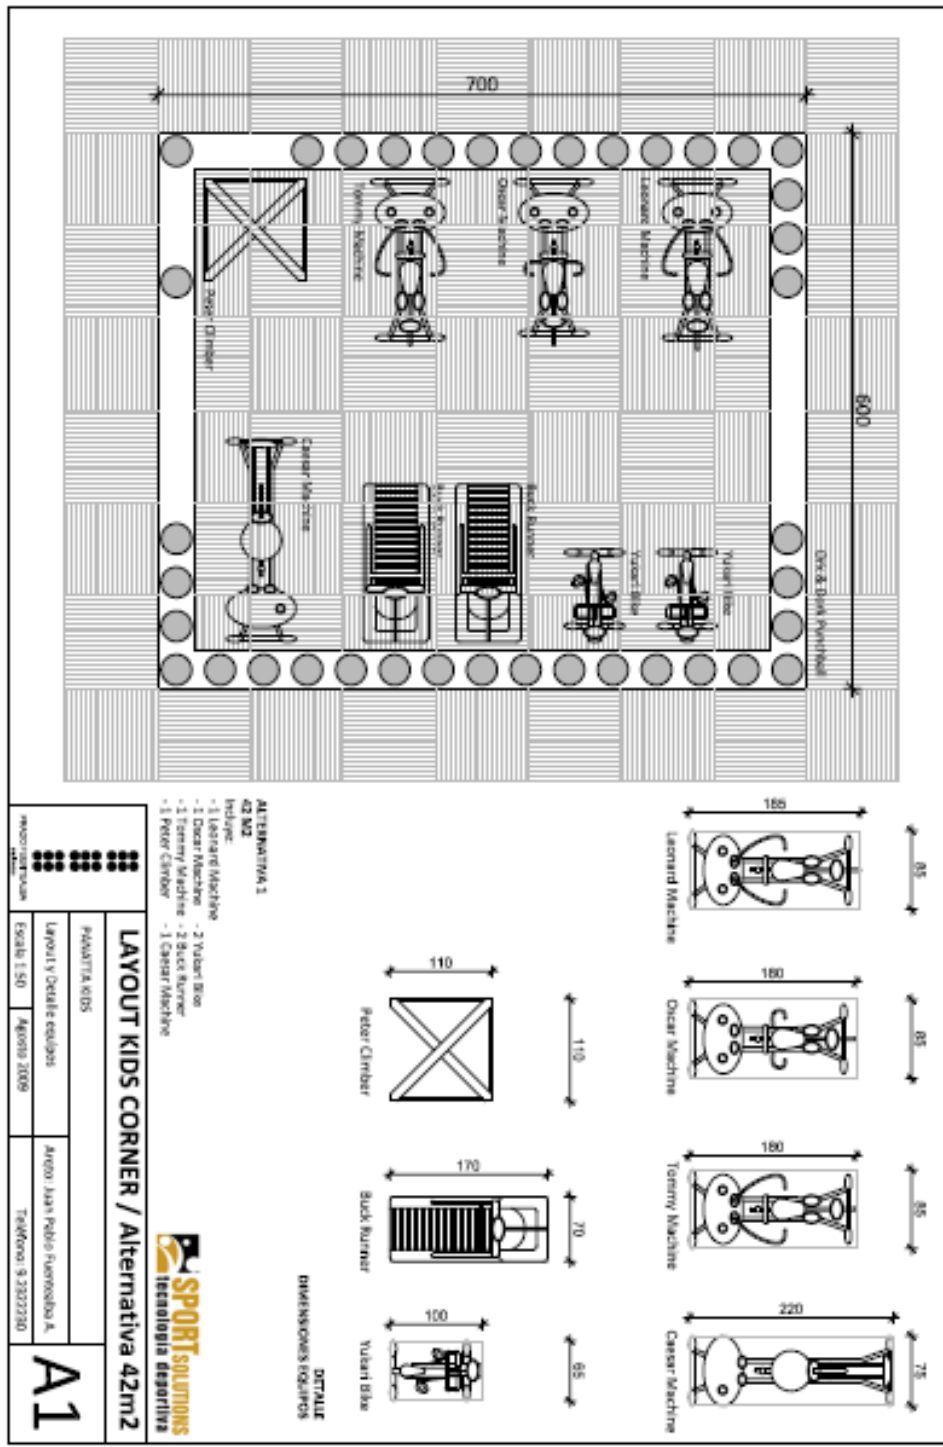 700
600
Peter Climber
Tommy Machine
Oscar Machine
Leonard Machine
Caesar Machine
Buck Runner
Buck Runner
Yukari Bike
Yukari Bike
Dirk & Dork Punchball
185
85
Leonard Machine
180
85
Oscar Machine
180
85
Tommy Machine
220
75
Caesar Machine
110
110
Peter Climber
170
70
Buck Runner
100
65
Yukari Bike
DETALLE
DIMENSIONES EQUIPOS
ALTERNATIVA 1
42 M2
Incluye:
- 1 Leonard Machine
- 1 Oscar Machine - 2 Yukari Bike
- 1 Tommy Machine - 2 Buck Runner
- 1 Peter Climber - 1 Caesar Machine
SPORT SOLUTIONS
tecnología deportiva
LAYOUT KIDS CORNER / Alternativa 42m2
PANATTA KIDS
Layout y Detalle equipos
Arqto: Juan Pablo Fuentealba A.
Escala 1:50
Agosto 2009
A1